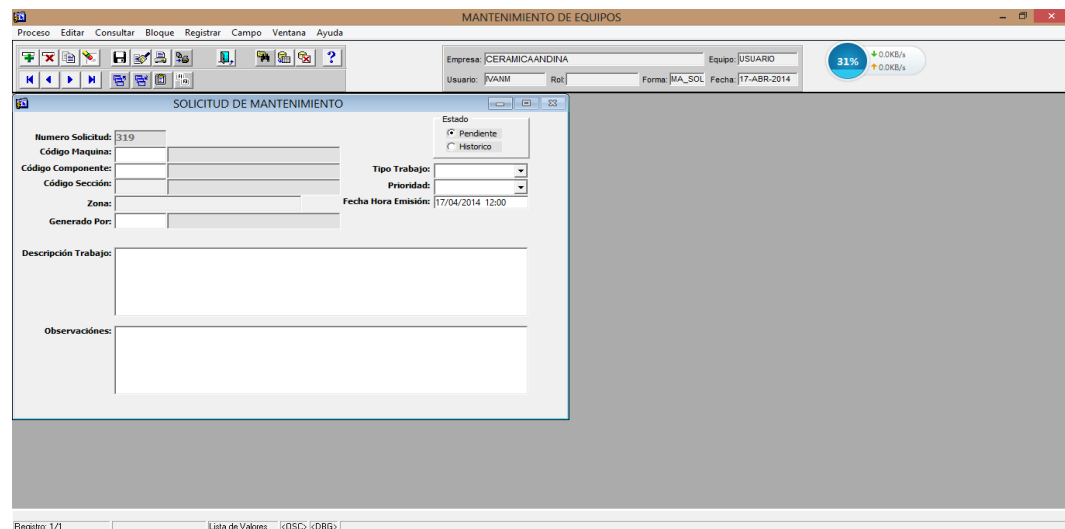 MANTENIMIENTO DE EQUIPOS
Proceso Editar Consultar Bloque Registrar Campo Ventana Ayuda
Empresa: CERAMICAANDINA Equipo: USUARIO
Usuario: IVANM Rol: Forma: MA_SOL Fecha: 17-ABR-2014
31% 0.0KB/s
0.0KB/s
SOLICITUD DE MANTENIMIENTO
Estado
Pendiente
Historico
Numero Solicitud: 319
Código Maquina:
Código Componente: Tipo Trabajo:
Código Sección: Prioridad:
Zona: Fecha Hora Emisión: 17/04/2014 12:00
Generado Por:
Descripción Trabajo:
Observaciónes:
Registro: 1/1 Lista de Valores <OSC> <DBG>